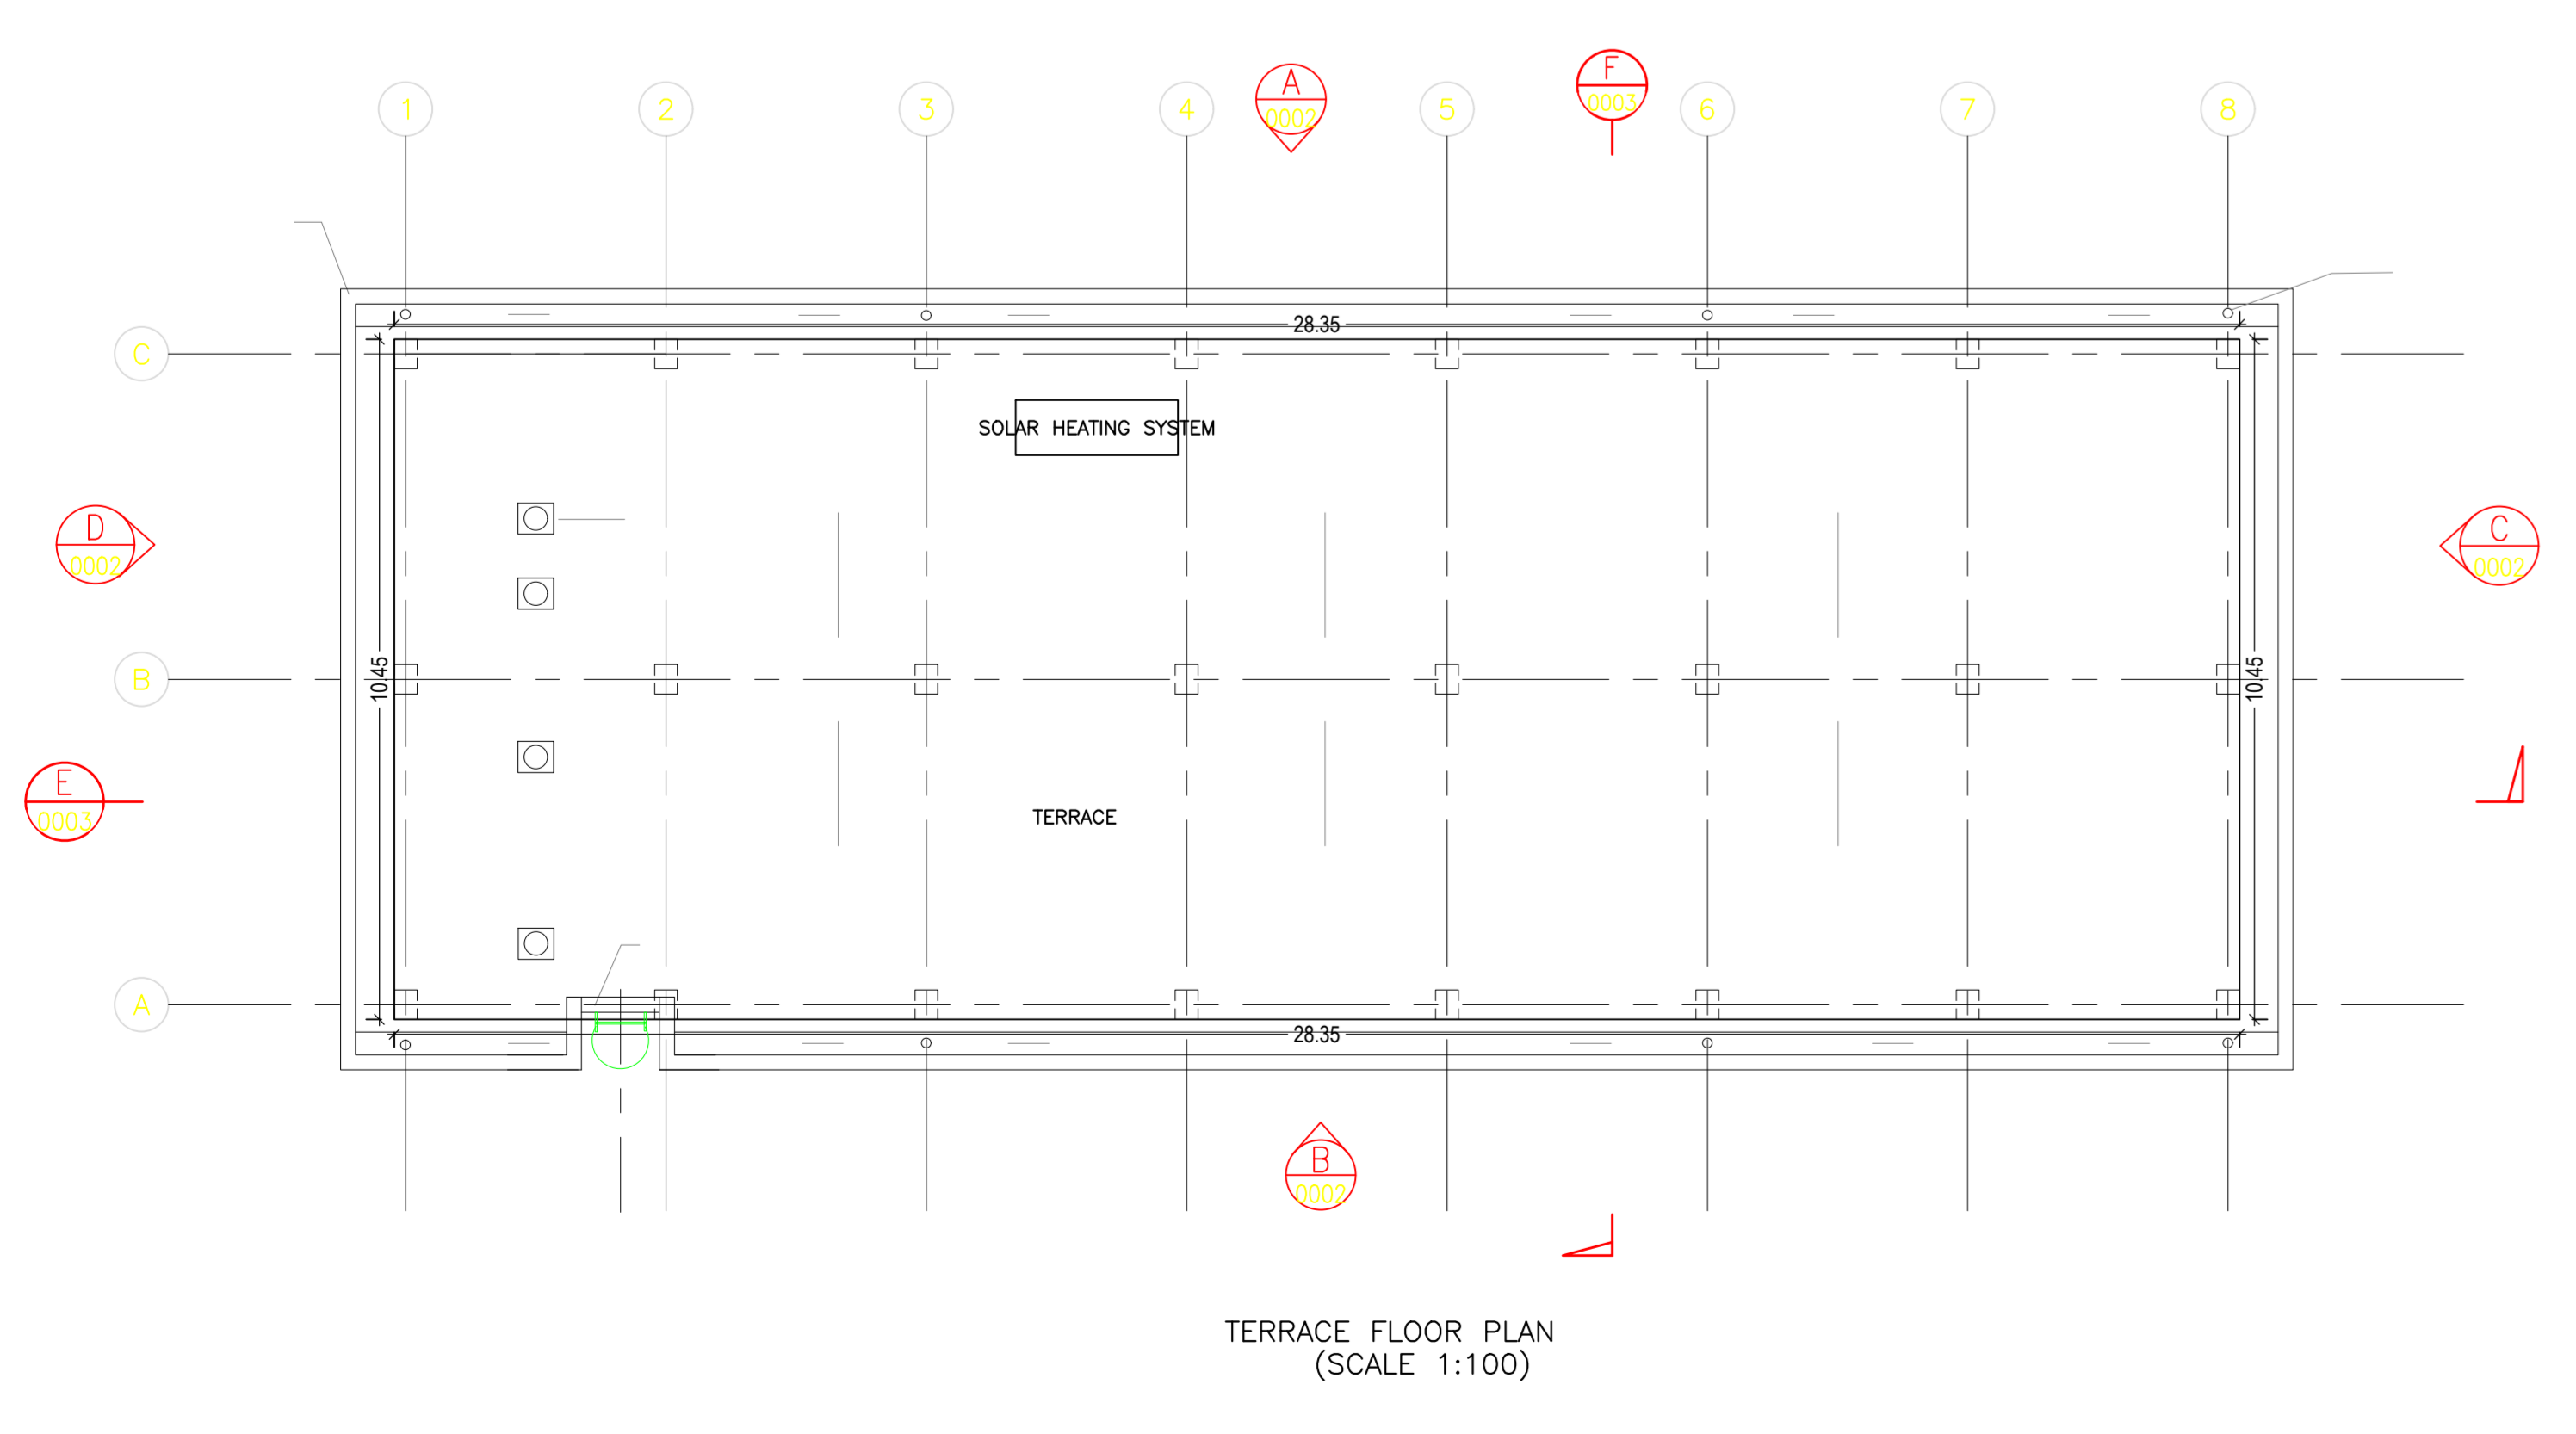 A
0002
F
0003
1
2
3
4
5
6
7
8
28.35
C
SOLAR HEATING SYSTEM
D
0002
C
0002
B
10.45
10.45
E
0003
TERRACE
A
28.35
B
0002
TERRACE FLOOR PLAN
(SCALE 1:100)